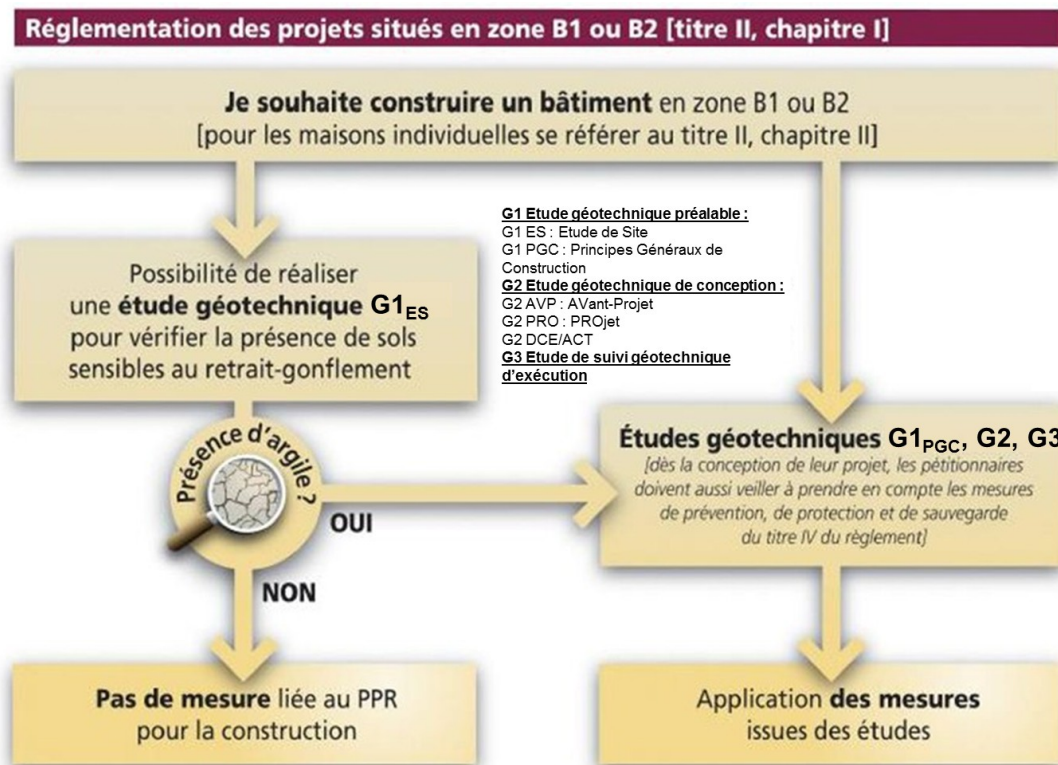 Réglementation des projets situés en zone B1 ou B2 [titre II, chapitre I]
Je souhaite construire un bâtiment en zone B1 ou B2
[pour les maisons individuelles se référer au titre II, chapitre II]
Possibilité de réaliser
une étude géotechnique G1ES
pour vérifier la présence de sols
sensibles au retrait-gonflement
G1 Etude géotechnique préalable :
G1 ES : Etude de Site
G1 PGC : Principes Généraux de
Construction
G2 Etude géotechnique de conception :
G2 AVP : AVant-Projet
G2 PRO : PROjet
G2 DCE/ACT
G3 Etude de suivi géotechnique
d'exécution
Présence d'argile ?
OUI
NON
Études géotechniques G1PGC, G2, G3
[dès la conception de leur projet, les pétitionnaires
doivent aussi veiller à prendre en compte les mesures
de prévention, de protection et de sauvegarde
du titre IV du règlement]
Pas de mesure liée au PPR
pour la construction
Application des mesures
issues des études